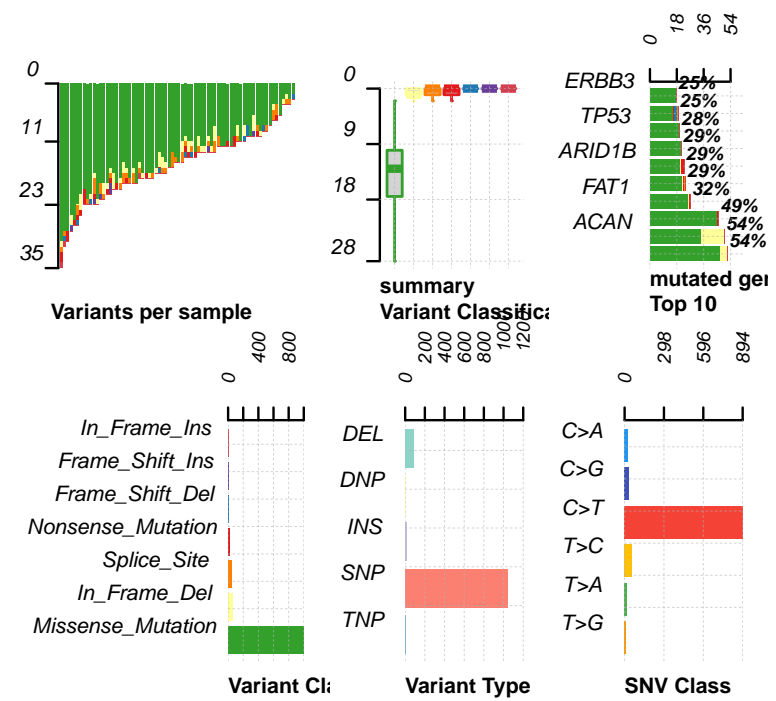 0
11
23
35
Variants per sample
0
9
18
28
summary
Variant Classifica
0 18 36 54
ERBB3
TP53
ARID1B
FAT1
ACAN
25%
25%
28%
29%
29%
29%
32%
49%
54%
54%
mutated gen
Top 10
0 400 800
In_Frame_Ins
Frame_Shift_Ins
Frame_Shift_Del
Nonsense_Mutation
Splice_Site
In_Frame_Del
Missense_Mutation
Variant Cla
0 200 400 600 800 1000 1200
DEL
DNP
INS
SNP
TNP
Variant Type
0 298 596 894
C>A
C>G
C>T
T>C
T>A
T>G
SNV Class